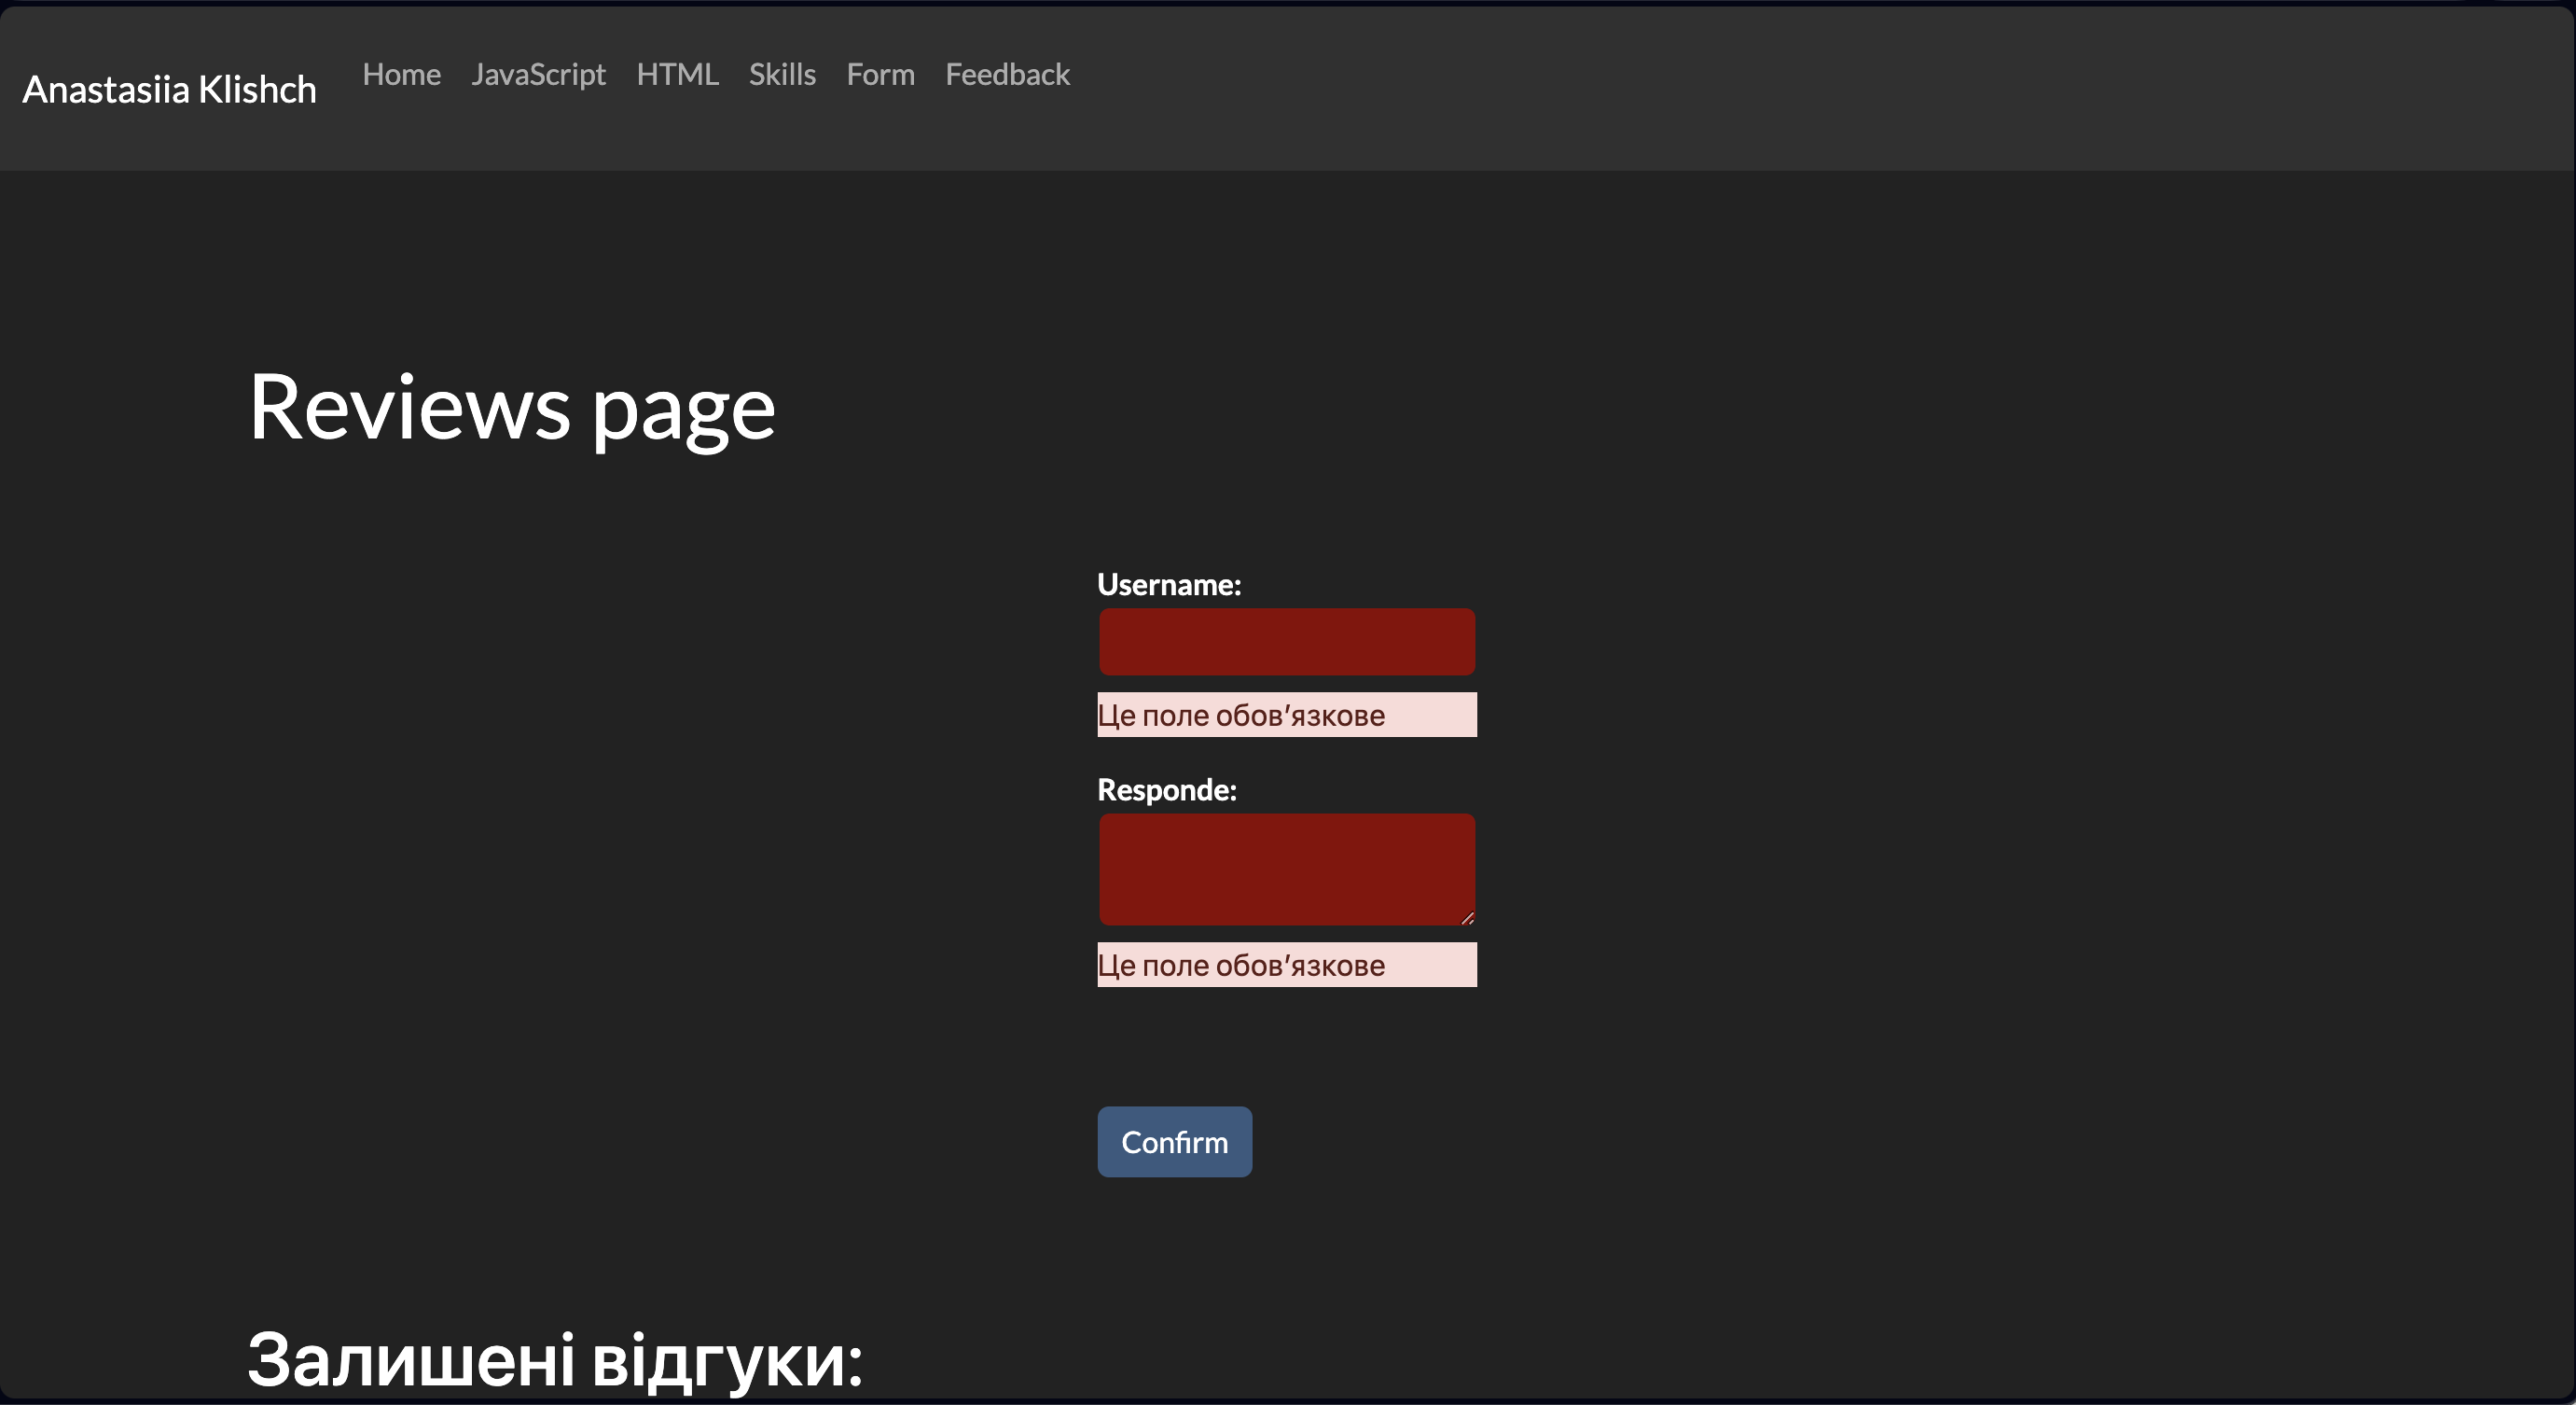 Anastasiia Klishch Home JavaScript HTML Skills Form Feedback
Reviews page
Username:
Це поле обов’язкове
Responde:
Це поле обов’язкове
Confirm
Залишені відгуки: